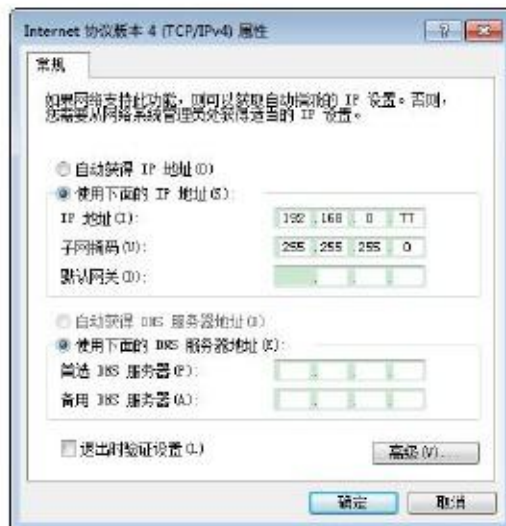 Internet 协议版本 4 (TCP/IPv4) 属性
常规
如果网络支持此功能，则可以获取自动指派的 IP 设置。否则，
您需要从网络系统管理员处获得适当的 IP 设置。
自动获得 IP 地址(O)
使用下面的 IP 地址(S):
IP 地址(I): 192 .168 . 0 . TT
子网掩码(U): 255 .255 .255 . 0
默认网关(D): . . .
自动获得 DNS 服务器地址(B)
使用下面的 DNS 服务器地址(E):
首选 DNS 服务器(P): . . .
备用 DNS 服务器(A): . . .
退出时验证设置(L)
高级(V)...
确定 取消